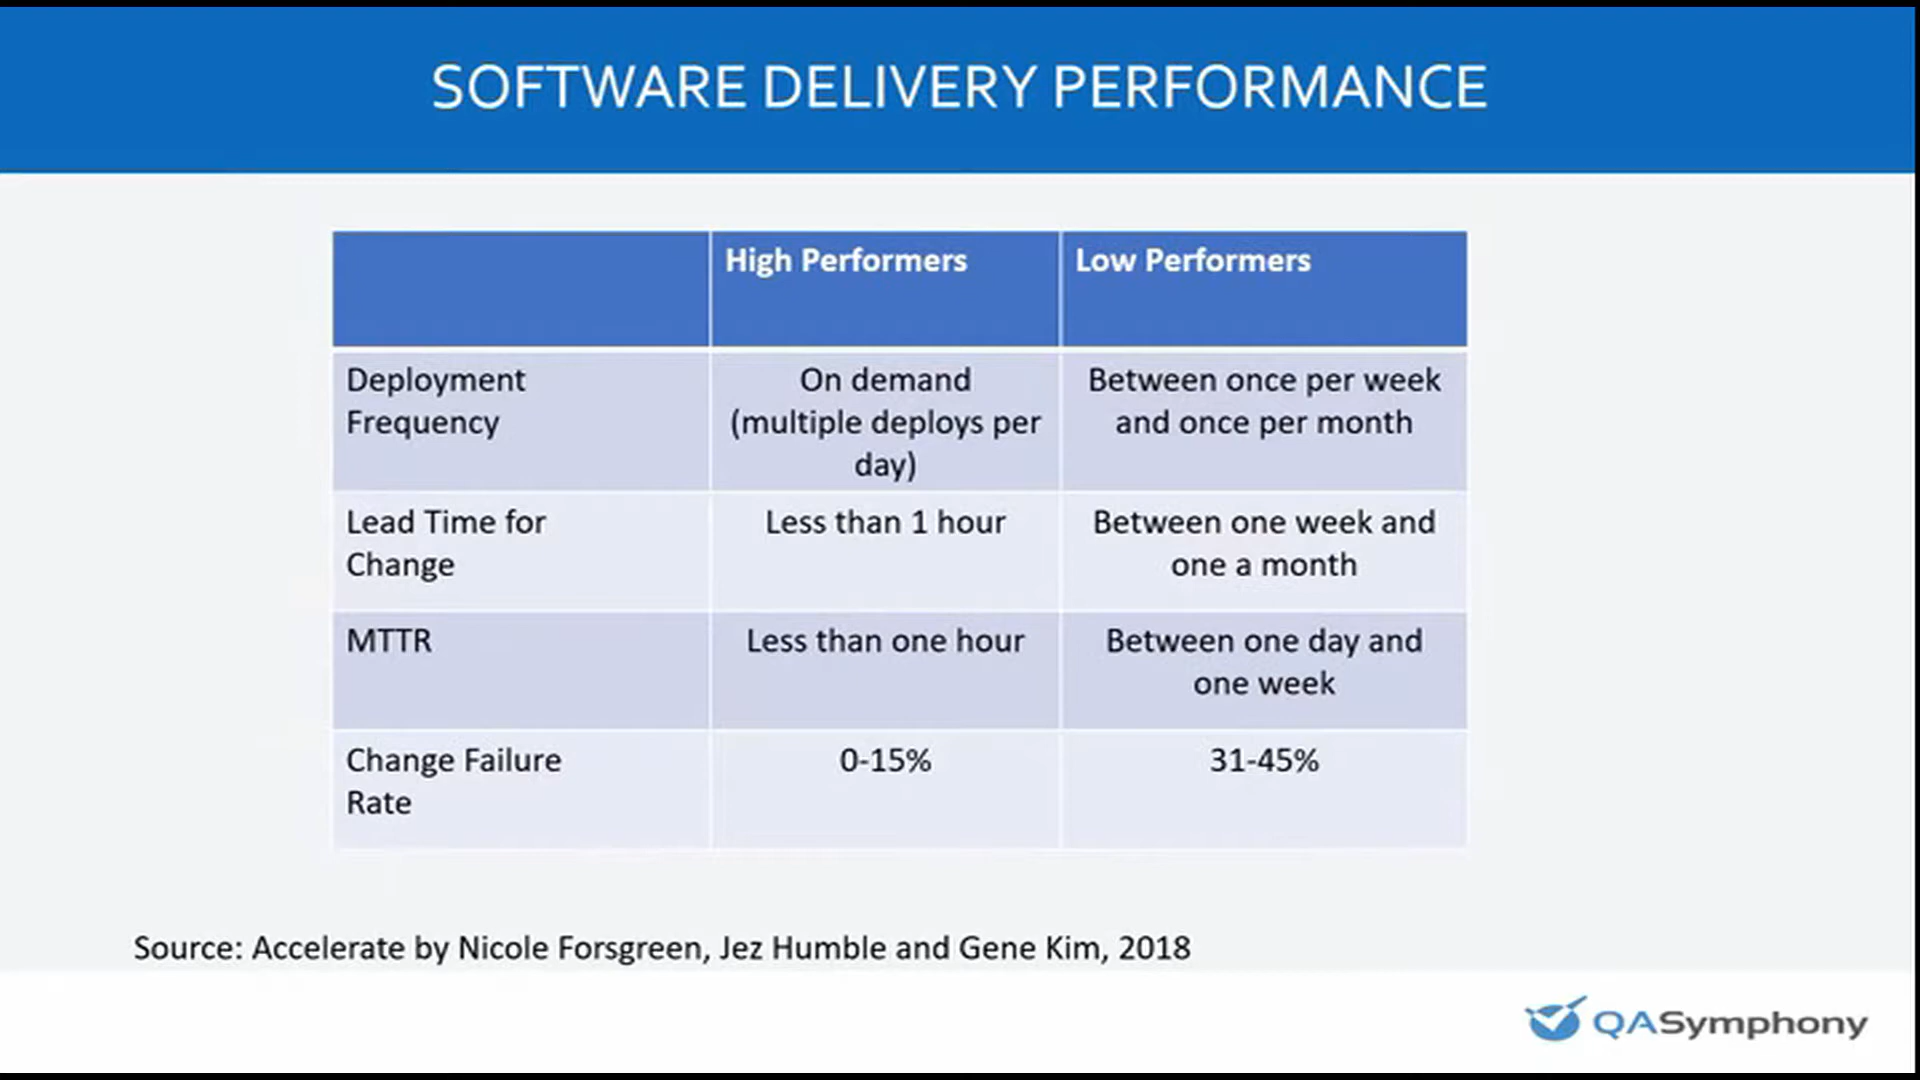 SOFTWARE DELIVERY PERFORMANCE
High Performers
Low Performers
Deployment
Frequency
On demand
(multiple deploys per
day)
Between once per week
and once per month
Lead Time for
Change
Less than 1 hour
Between one week and
one a month
MTTR
Less than one hour
Between one day and
one week
Change Failure
Rate
0-15%
31-45%
Source: Accelerate by Nicole Forsgreen, Jez Humble and Gene Kim, 2018
QASymphony